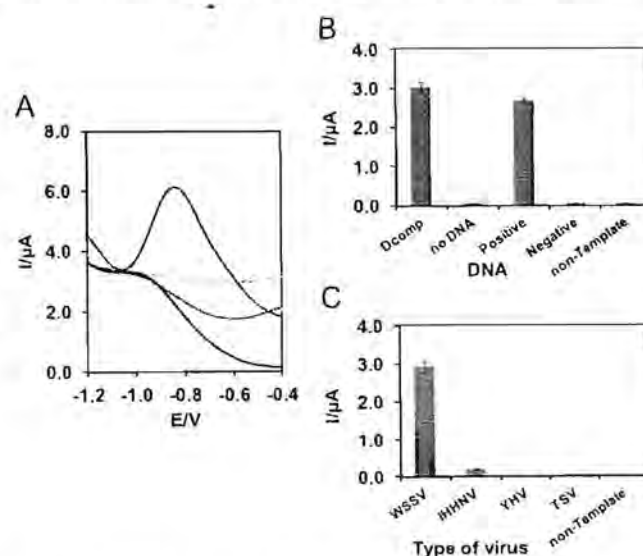 A
8.0
6.0
4.0
2.0
0.0
I/µA
-1.2 -1.0 -0.8 -0.6 -0.4
E/V
B
4.0
3.0
2.0
1.0
0.0
I/µA
Dcomp no DNA Positive Negative non-Template
DNA
C
4.0
3.0
2.0
1.0
0.0
I/µA
WSSV IHHNV YHV TSV non-Template
Type of virus